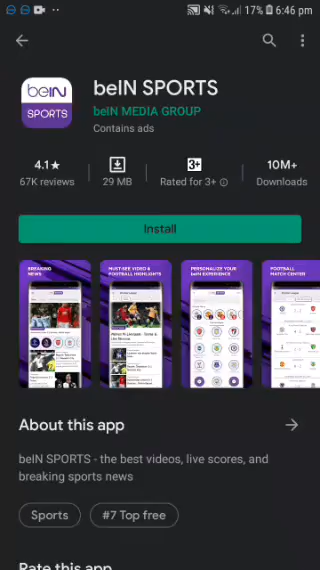 17% 6:46 pm
beIN
SPORTS
beIN SPORTS
beIN MEDIA GROUP
Contains ads
4.1★
67K reviews
29 MB
3+
Rated for 3+
10M+
Downloads
Install
BREAKING
NEWS
MUST-SEE VIDEO &
FOOTBALL HIGHLIGHTS
PERSONALIZE YOUR
beIN EXPERIENCE
FOOTBALL
MATCH CENTER
About this app
beIN SPORTS - the best videos, live scores, and
breaking sports news
Sports
#7 Top free
Rate this app